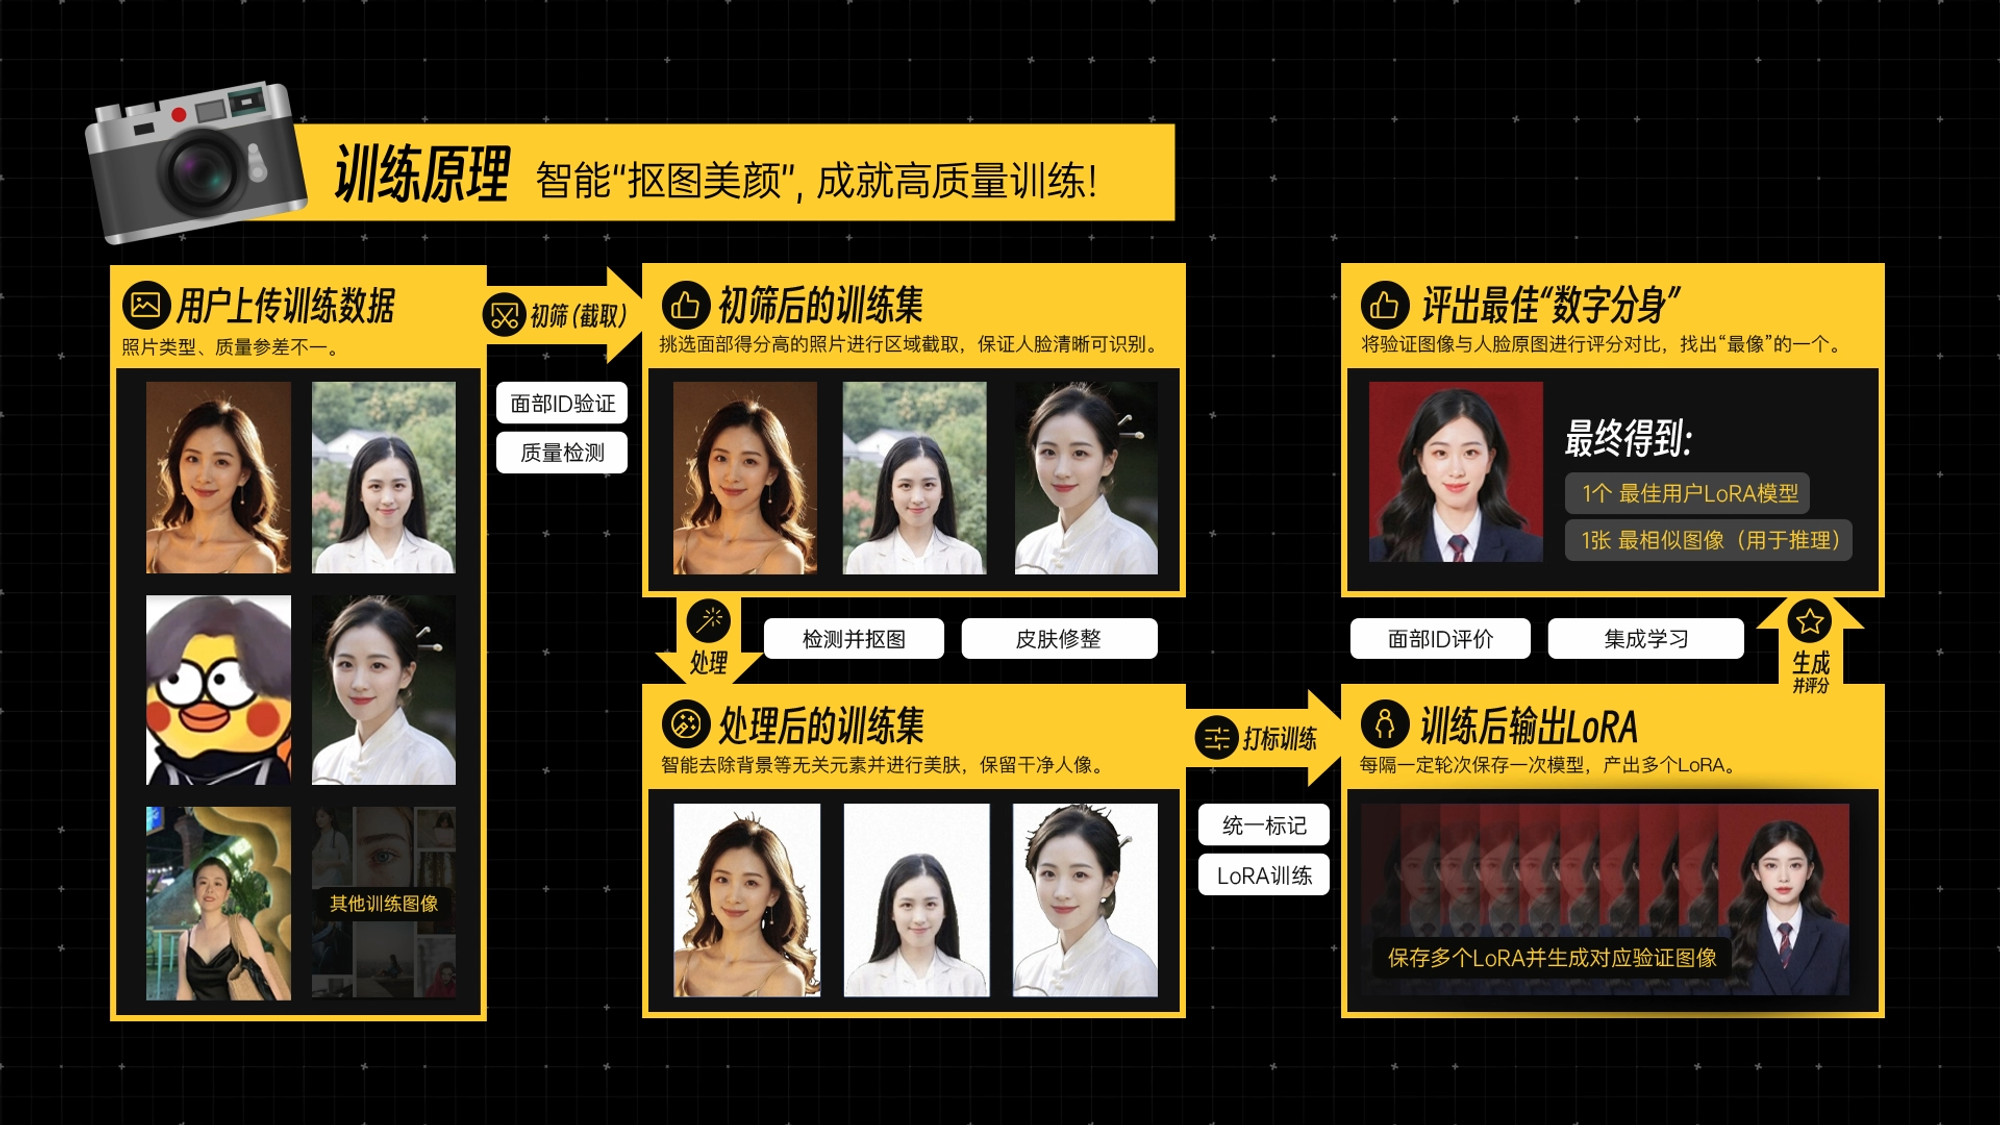 训练原理 智能“抠图美颜”, 成就高质量训练!
用户上传训练数据
照片类型、质量参差不一。
其他训练图像
初筛 (截取)
面部ID验证
质量检测
初筛后的训练集
挑选面部得分高的照片进行区域截取，保证人脸清晰可识别。
处理
检测并抠图
皮肤修整
处理后的训练集
智能去除背景等无关元素并进行美肤，保留干净人像。
打标训练
统一标记
LoRA训练
训练后输出LoRA
每隔一定轮次保存一次模型，产出多个LoRA。
保存多个LoRA并生成对应验证图像
生成
并评分
面部ID评价
集成学习
评出最佳“数字分身”
将验证图像与人脸原图进行评分对比，找出“最像”的一个。
最终得到:
1个 最佳用户LoRA模型
1张 最相似图像（用于推理）